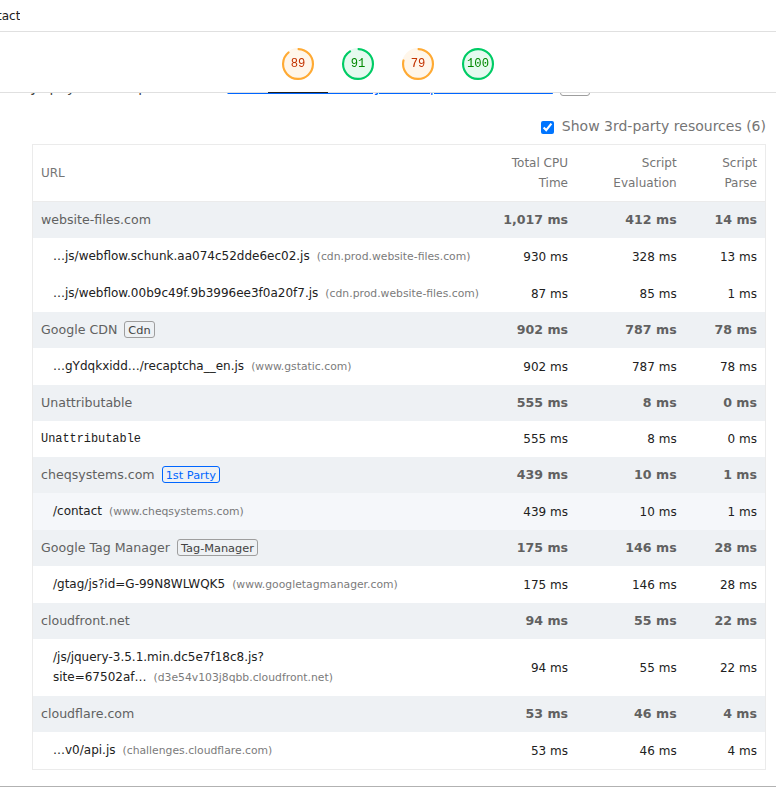 tact
89 91 79 100
Show 3rd-party resources (6)
URL Total CPU Time Script Evaluation Script Parse
website-files.com 1,017 ms 412 ms 14 ms
…js/webflow.schunk.aa074c52dde6ec02.js (cdn.prod.website-files.com) 930 ms 328 ms 13 ms
…js/webflow.00b9c49f.9b3996ee3f0a20f7.js (cdn.prod.website-files.com) 87 ms 85 ms 1 ms
Google CDN Cdn 902 ms 787 ms 78 ms
…gYdqkxidd…/recaptcha__en.js (www.gstatic.com) 902 ms 787 ms 78 ms
Unattributable 555 ms 8 ms 0 ms
Unattributable 555 ms 8 ms 0 ms
cheqsystems.com 1st Party 439 ms 10 ms 1 ms
/contact (www.cheqsystems.com) 439 ms 10 ms 1 ms
Google Tag Manager Tag-Manager 175 ms 146 ms 28 ms
/gtag/js?id=G-99N8WLWQK5 (www.googletagmanager.com) 175 ms 146 ms 28 ms
cloudfront.net 94 ms 55 ms 22 ms
/js/jquery-3.5.1.min.dc5e7f18c8.js?
site=67502af… (d3e54v103j8qbb.cloudfront.net) 94 ms 55 ms 22 ms
cloudflare.com 53 ms 46 ms 4 ms
…v0/api.js (challenges.cloudflare.com) 53 ms 46 ms 4 ms